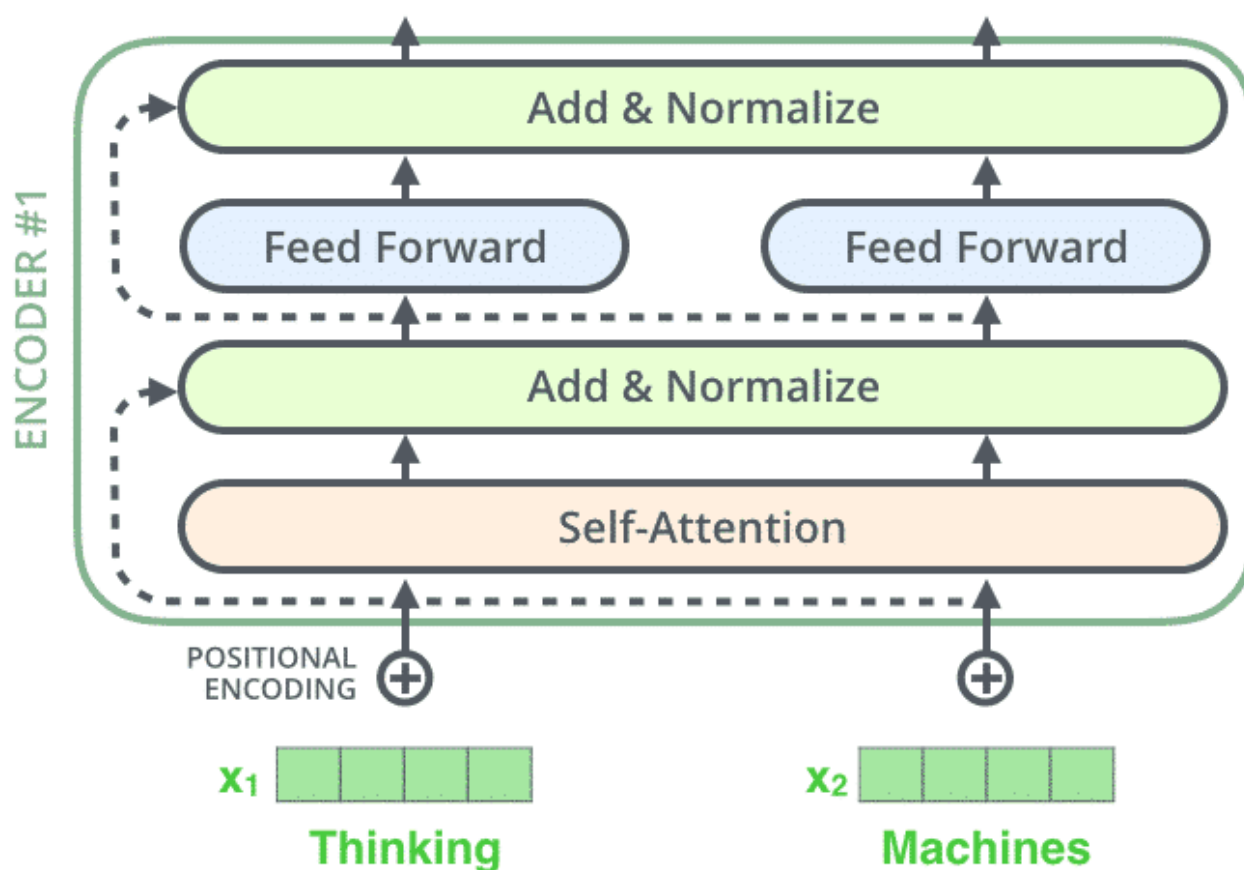 ENCODER #1
Add & Normalize
Feed Forward
Feed Forward
Add & Normalize
Self-Attention
POSITIONAL
ENCODING
x₁
x₂
Thinking
Machines